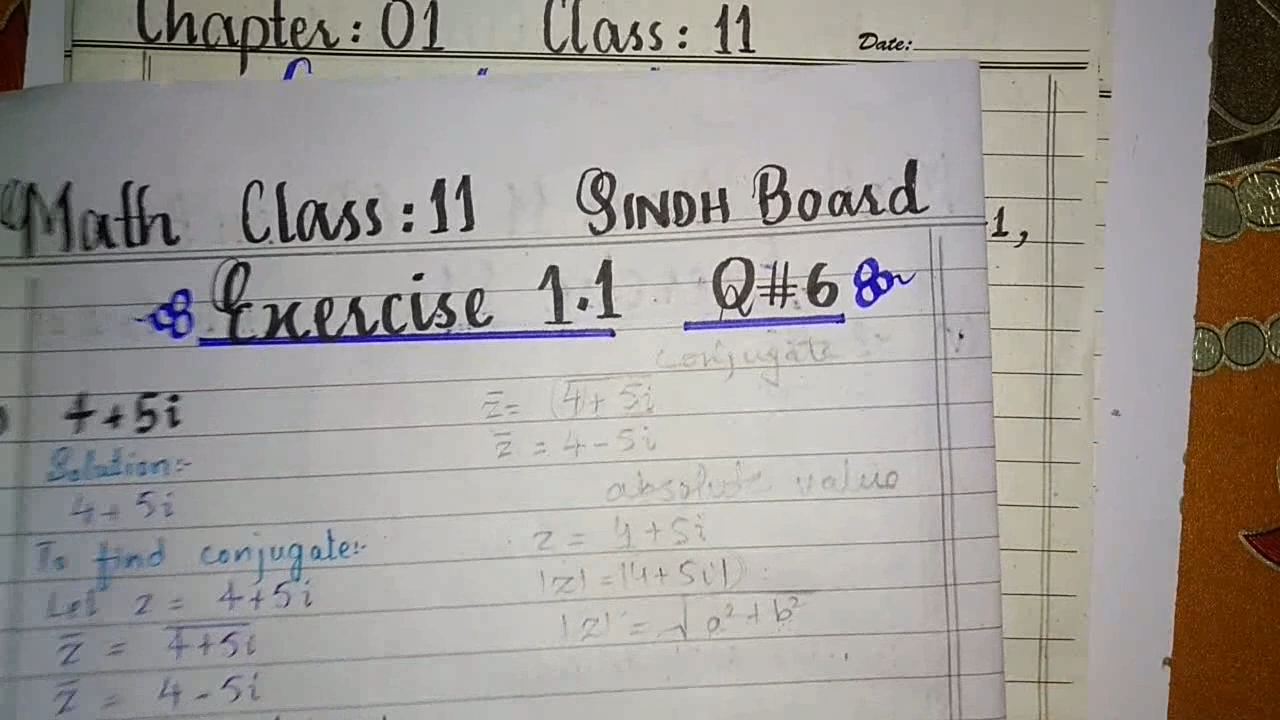 Chapter: 01 Class: 11 Date:
Math Class: 11 SINDH Board
1,
Exercise 1.1 Q#6
4+5i
Solution:-
4+5i
To find conjugate:-
Let z = 4+5i
z̅ = 4+5i
z̅ = 4-5i
conjugate
z̅ = (4+5i
z̅ = 4-5i
absolute value
z = 4+5i
|z| = |4+5i|
|z| = √a²+b²